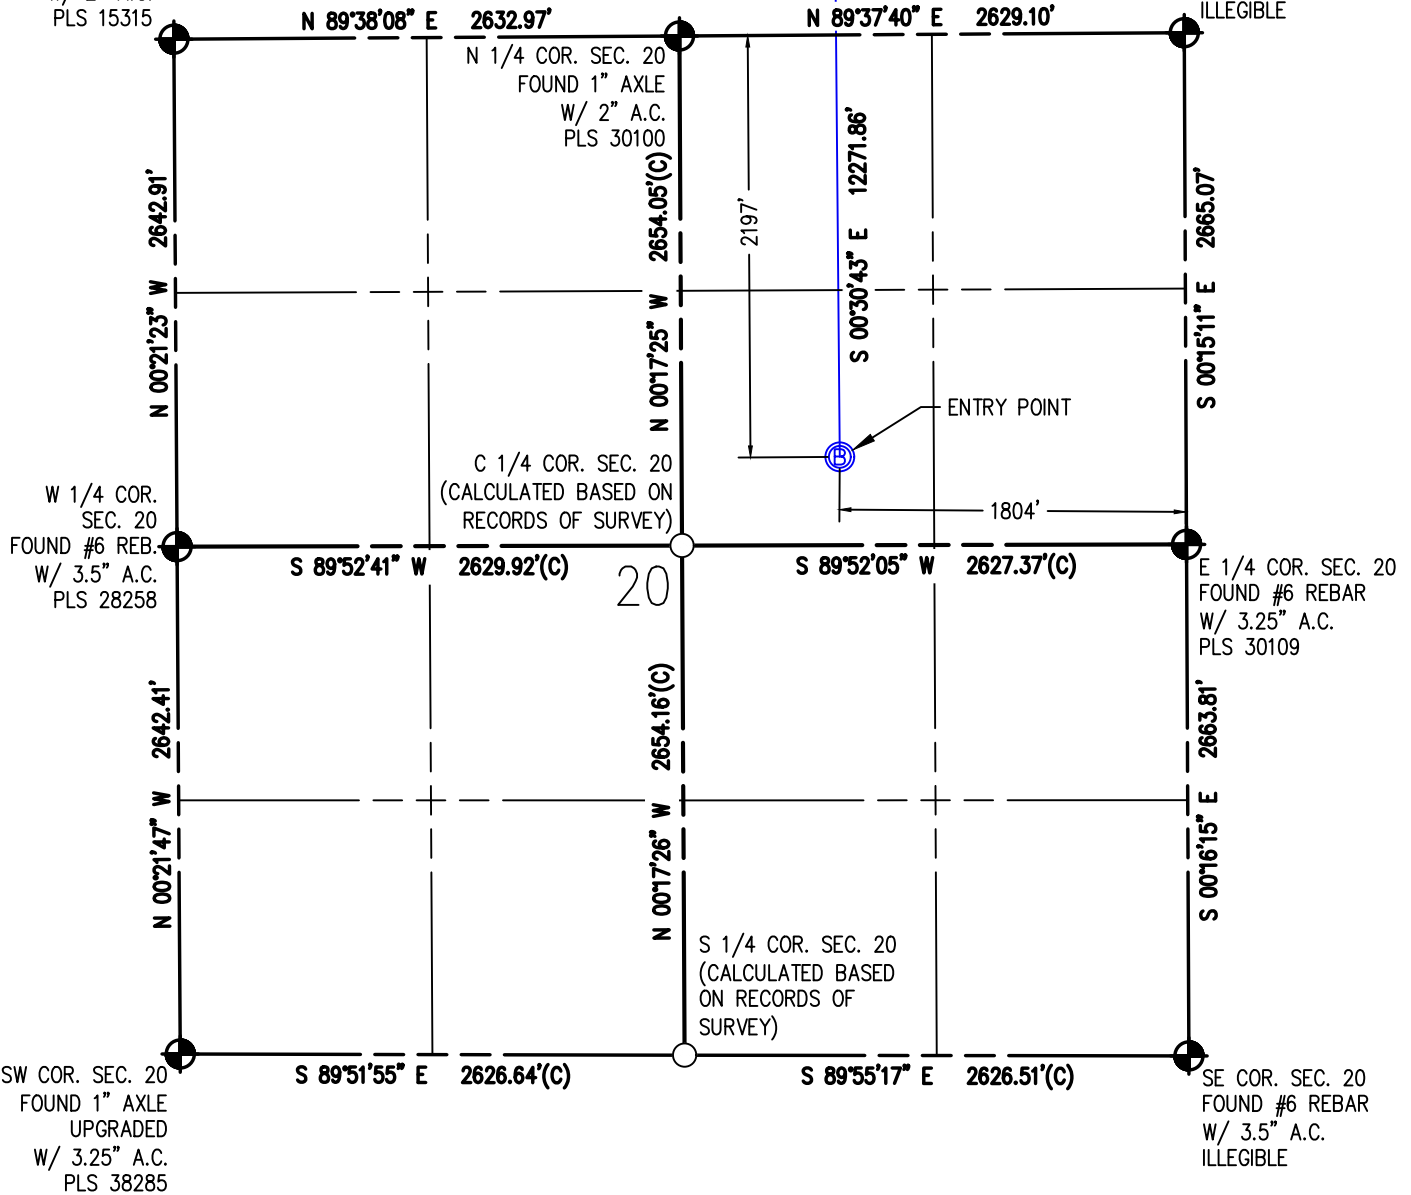 PLS 15315
N 89°38'08" E 2632.97'
N 89°37'40" E 2629.10'
ILLEGIBLE
N 1/4 COR. SEC. 20
FOUND 1" AXLE
W/ 2" A.C.
PLS 30100
N 00°21'23" W 2642.91'
N 00°17'25" W 2654.05'(C)
2197'
S 00°30'43" E 12271.86'
S 00°15'11" E 2665.07'
ENTRY POINT
B
1804'
C 1/4 COR. SEC. 20
(CALCULATED BASED ON
RECORDS OF SURVEY)
W 1/4 COR.
SEC. 20
FOUND #6 REB.
W/ 3.5" A.C.
PLS 28258
S 89°52'41" W 2629.92'(C)
20
S 89°52'05" W 2627.37'(C)
E 1/4 COR. SEC. 20
FOUND #6 REBAR
W/ 3.25" A.C.
PLS 30109
N 00°21'47" W 2642.41'
N 00°17'26" W 2654.16'(C)
S 00°16'15" E 2663.81'
S 1/4 COR. SEC. 20
(CALCULATED BASED
ON RECORDS OF
SURVEY)
SW COR. SEC. 20
FOUND 1" AXLE
UPGRADED
W/ 3.25" A.C.
PLS 38285
S 89°51'55" E 2626.64'(C)
S 89°55'17" E 2626.51'(C)
SE COR. SEC. 20
FOUND #6 REBAR
W/ 3.5" A.C.
ILLEGIBLE